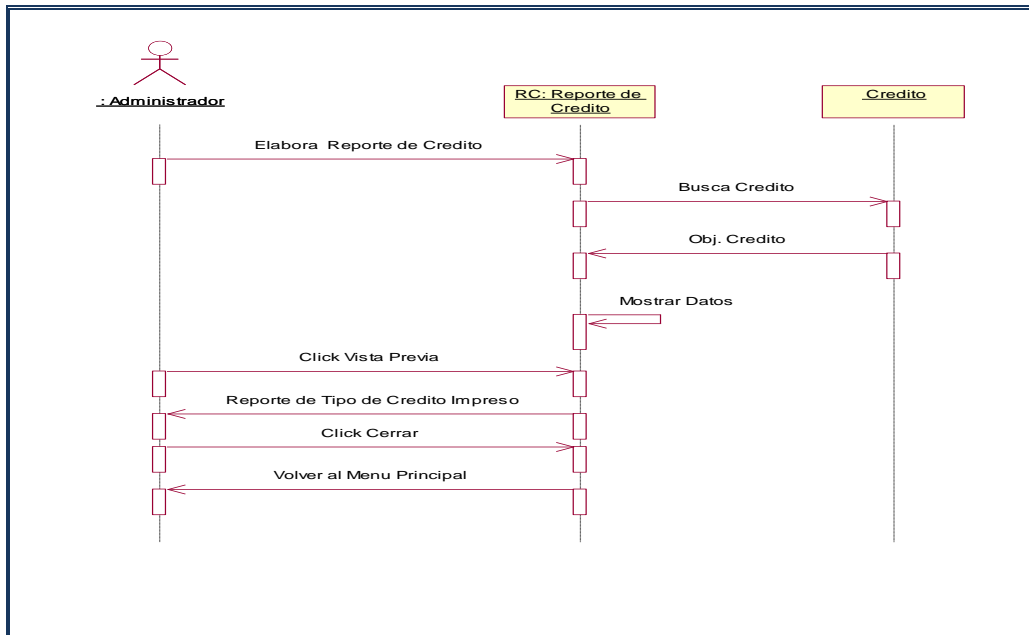 : Administrador
RC: Reporte de
Credito
Credito
Elabora Reporte de Credito
Busca Credito
Obj. Credito
Mostrar Datos
Click Vista Previa
Reporte de Tipo de Credito Impreso
Click Cerrar
Volver al Menu Principal